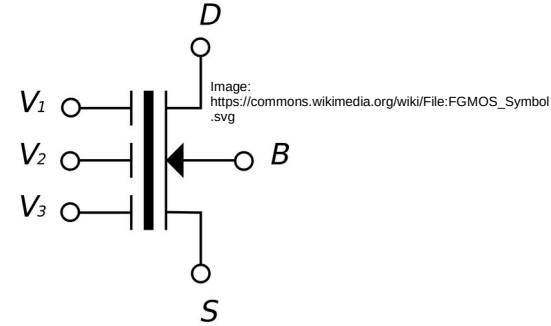 D
Image:
https://commons.wikimedia.org/wiki/File:FGMOS_Symbol
.svg
V1
V2
B
V3
S